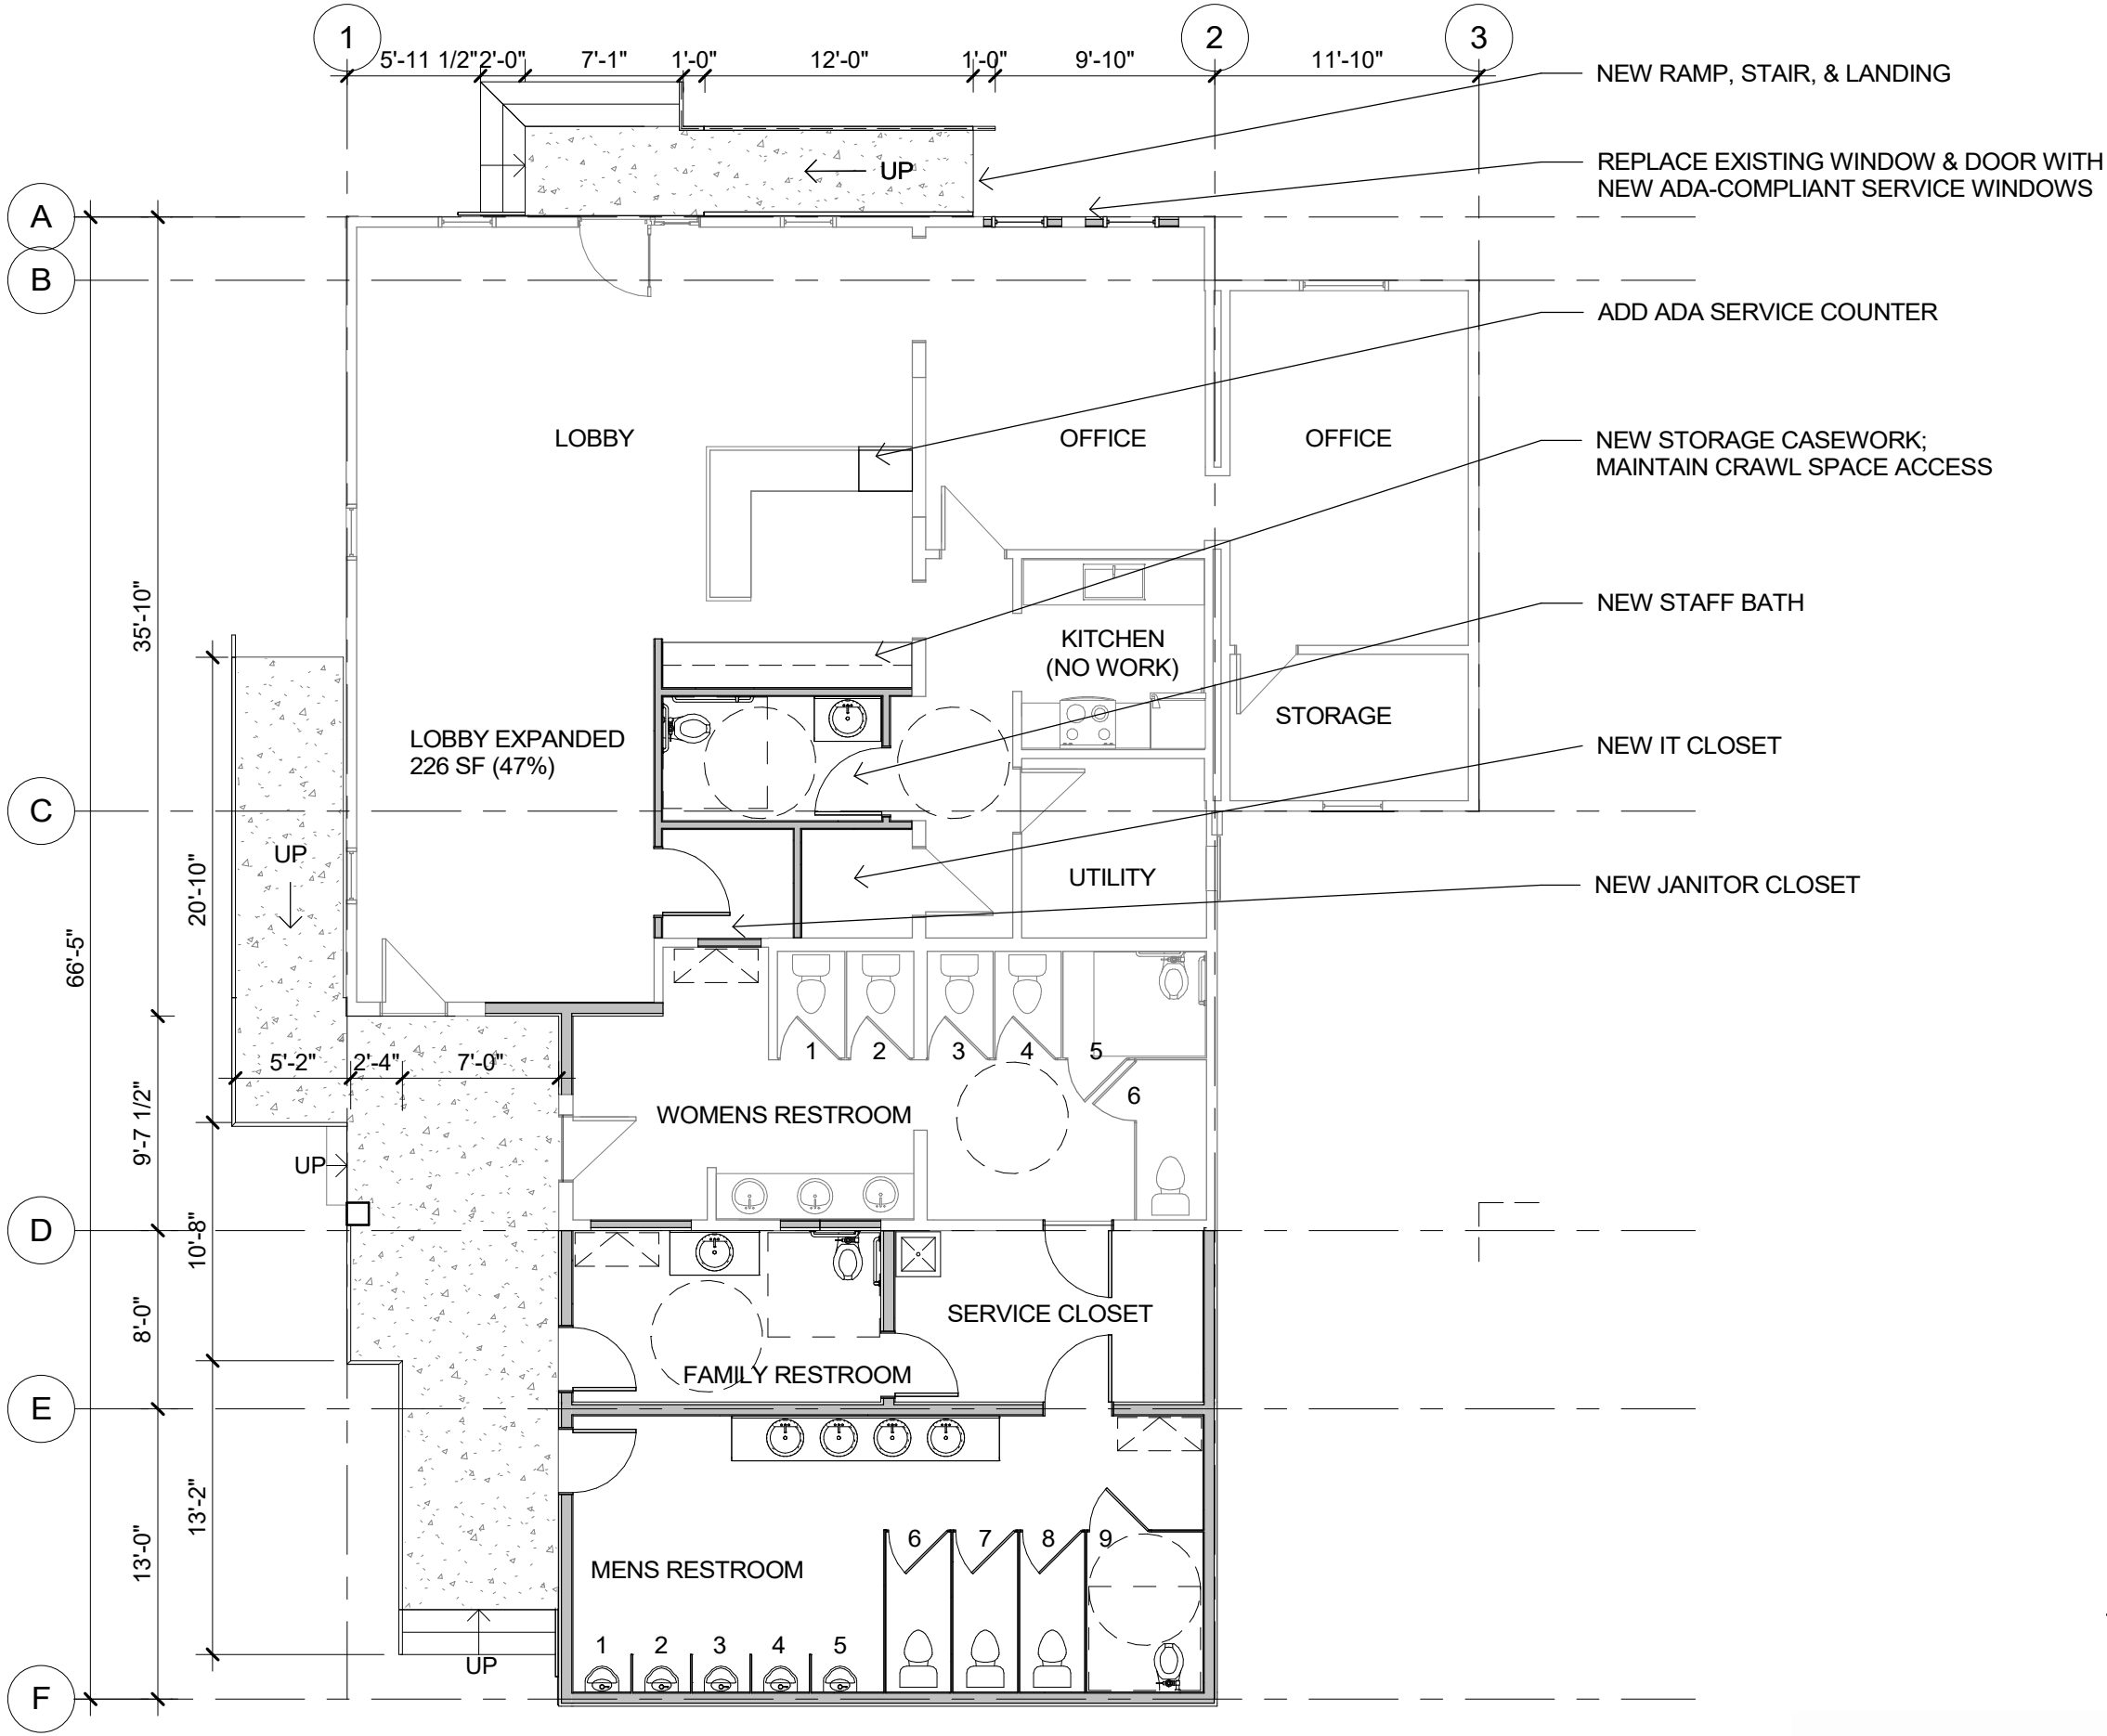 1
2
3
5'-11 1/2"
2'-0"
7'-1"
1'-0"
12'-0"
1'-0"
9'-10"
11'-10"
NEW RAMP, STAIR, & LANDING
UP
REPLACE EXISTING WINDOW & DOOR WITH
NEW ADA-COMPLIANT SERVICE WINDOWS
A
B
ADD ADA SERVICE COUNTER
LOBBY
OFFICE
OFFICE
NEW STORAGE CASEWORK;
MAINTAIN CRAWL SPACE ACCESS
35'-10"
NEW STAFF BATH
KITCHEN
(NO WORK)
STORAGE
LOBBY EXPANDED
226 SF (47%)
NEW IT CLOSET
C
UP
20'-10"
UTILITY
NEW JANITOR CLOSET
66'-5"
1
2
3
4
5
5'-2"
2'-4"
7'-0"
6
WOMENS RESTROOM
9'-7 1/2"
UP
D
10'-8"
8'-0"
SERVICE CLOSET
FAMILY RESTROOM
E
13'-2"
13'-0"
6
7
8
9
MENS RESTROOM
1
2
3
4
5
UP
F